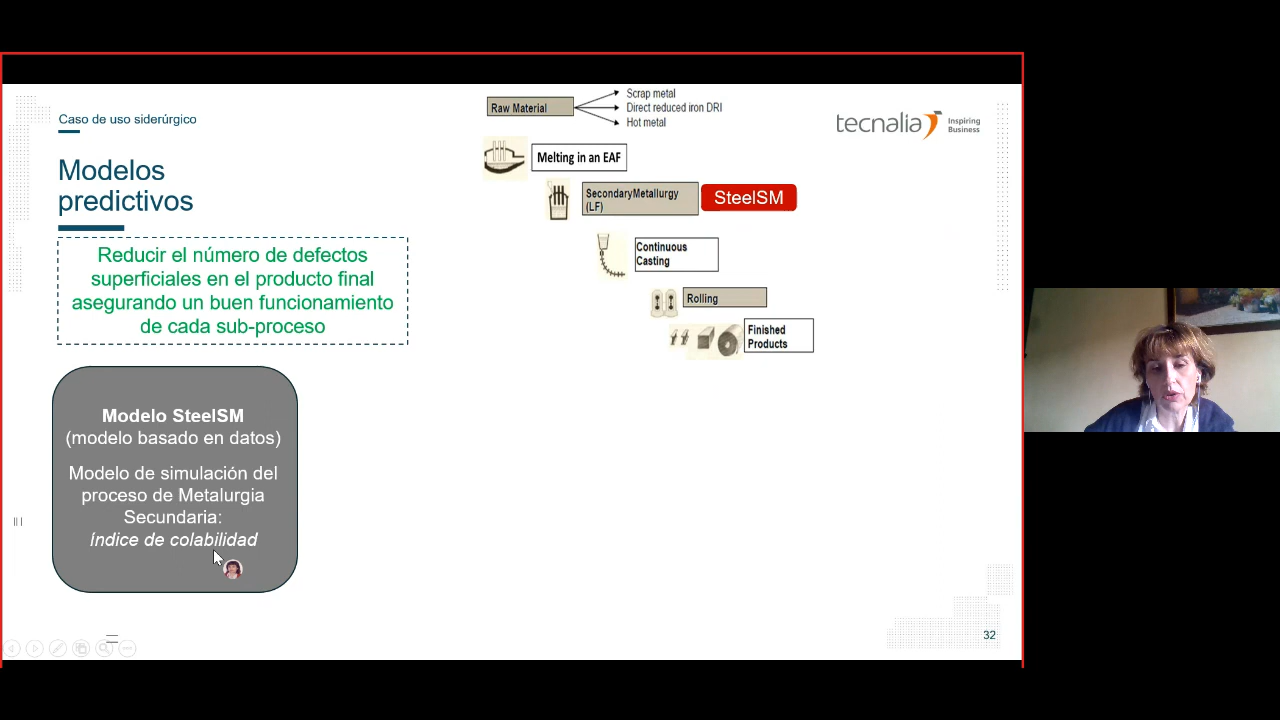 Caso de uso siderúrgico
Modelos
predictivos
Reducir el número de defectos
superficiales en el producto final
asegurando un buen funcionamiento
de cada sub-proceso
Modelo SteelSM
(modelo basado en datos)
Modelo de simulación del
proceso de Metalurgia
Secundaria:
índice de colabilidad
Raw Material
Scrap metal
Direct reduced iron DRI
Hot metal
Melting in an EAF
SecondaryMetallurgy
(LF)
SteelSM
Continuous
Casting
Rolling
Finished
Products
tecnalia
Inspiring
Business
32